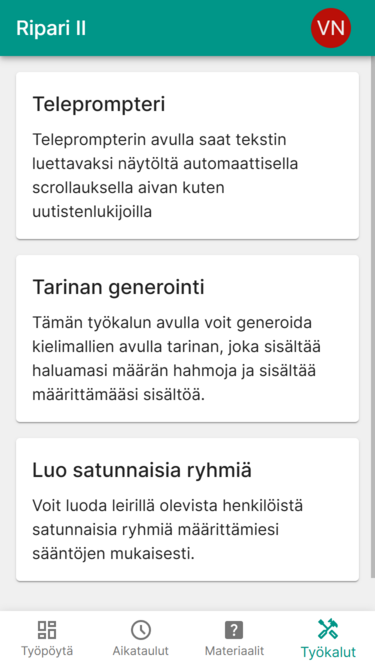 Ripari II
VN
Teleprompteri
Teleprompterin avulla saat tekstin
luettavaksi näytöltä automaattisella
scrollauksella aivan kuten
uutistenlukijoilla
Tarinan generointi
Tämän työkalun avulla voit generoida
kielimallien avulla tarinan, joka sisältää
haluamasi määrän hahmoja ja sisältää
määrittämääsi sisältöä.
Luo satunnaisia ryhmiä
Voit luoda leirillä olevista henkilöistä
satunnaisia ryhmiä määrittämiesi
sääntöjen mukaisesti.
Työpöytä
Aikataulut
Materiaalit
Työkalut